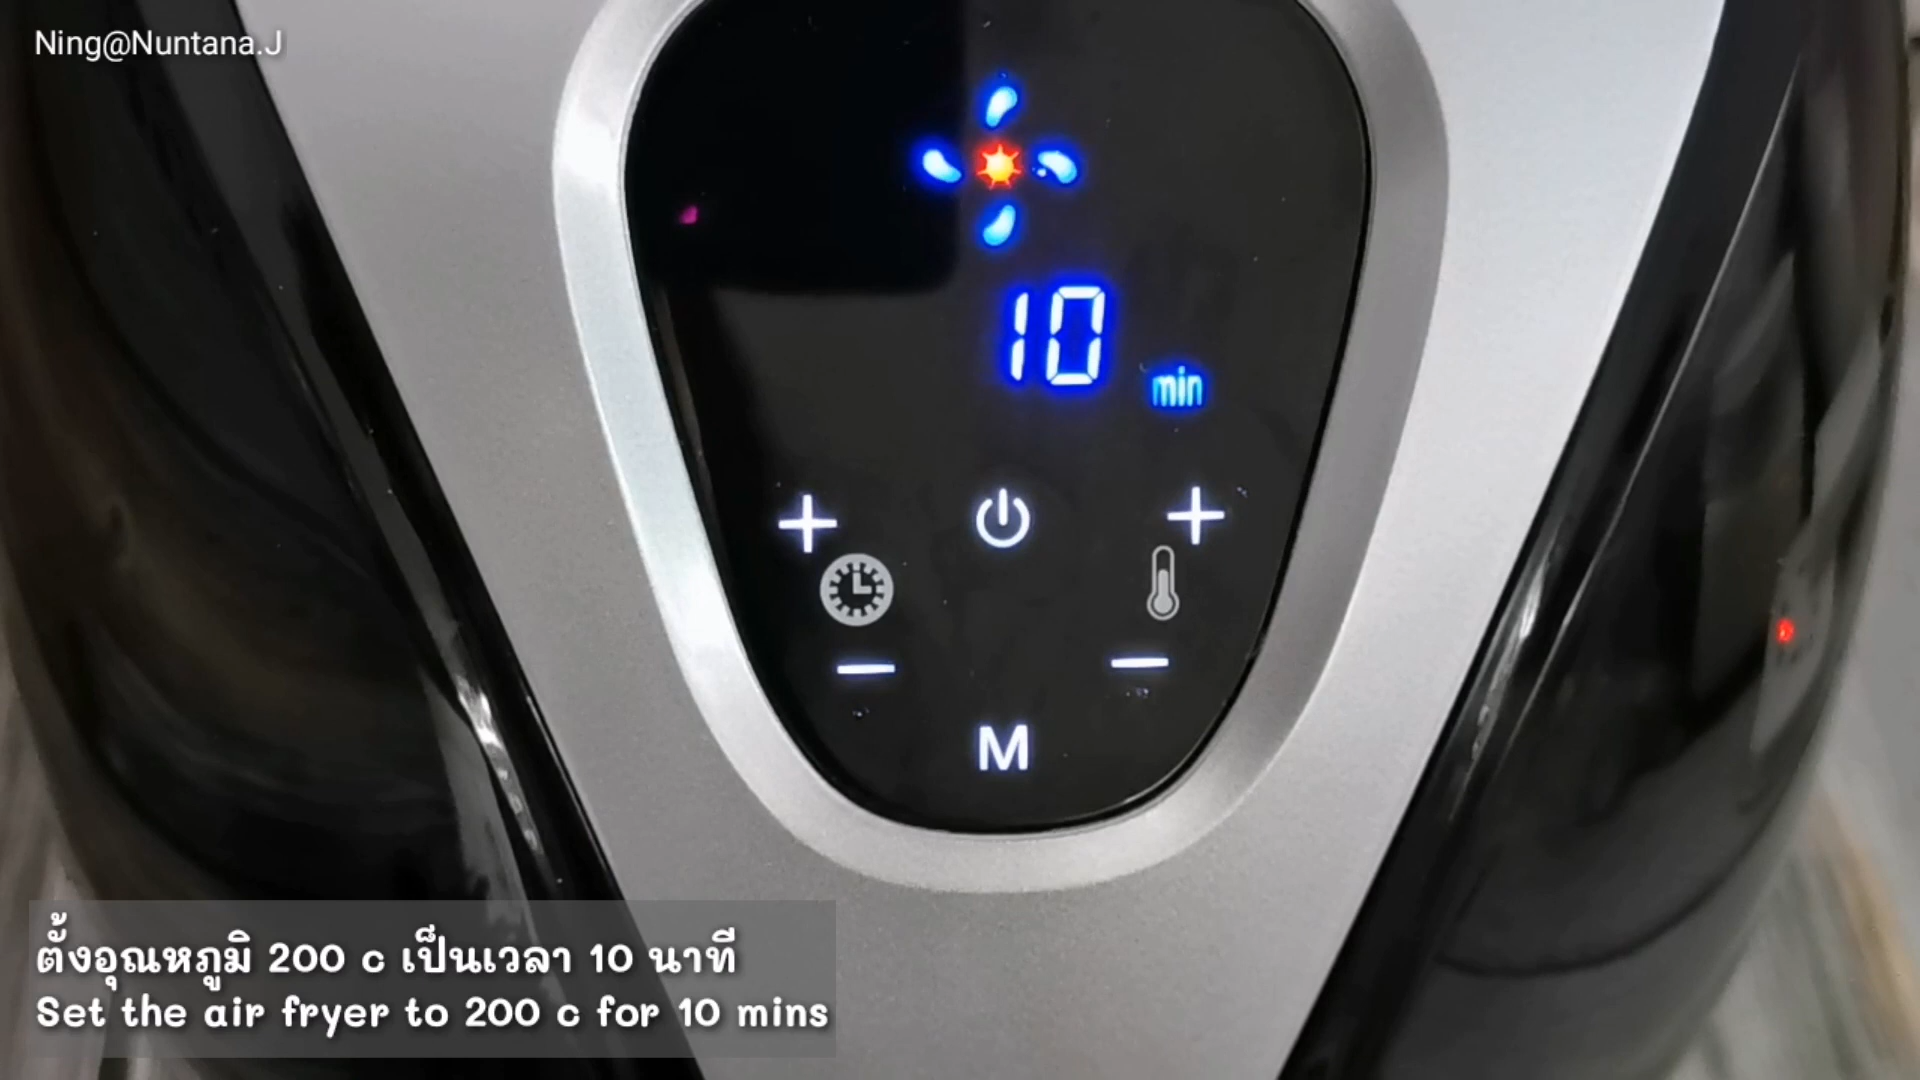 Ning@Nuntana.J
10
min
M
ตั้งอุณหภูมิ 200 c เป็นเวลา 10 นาที
Set the air fryer to 200 c for 10 mins